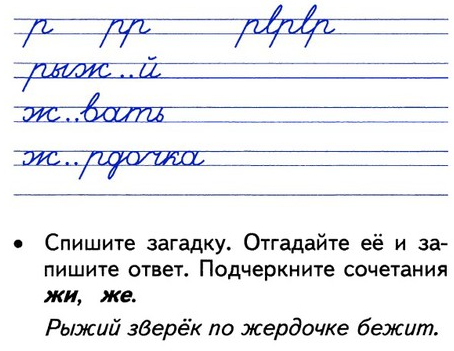 р рр рвррвр
рыж..й
ж..вать
ж..рдочка
• Спишите загадку. Отгадайте её и за-
пишите ответ. Подчеркните сочетания
жи, же.
Рыжий зверёк по жердочке бежит.